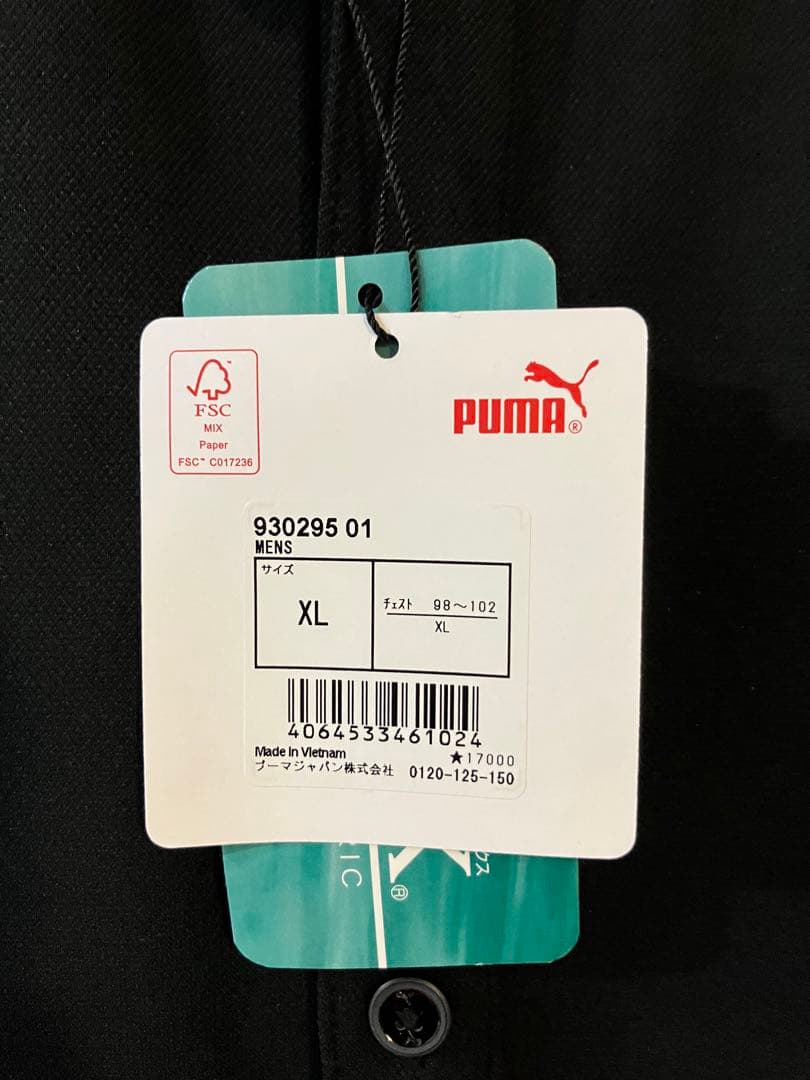 FSC™
MIX
Paper
FSC™ C017236
PUMA®
930295 01
MENS
サイズ
XL
ﾁｪｽﾄ 98～102
XL
4064533461024
Made in Vietnam
★17000
プーマジャパン株式会社 0120-125-150
®